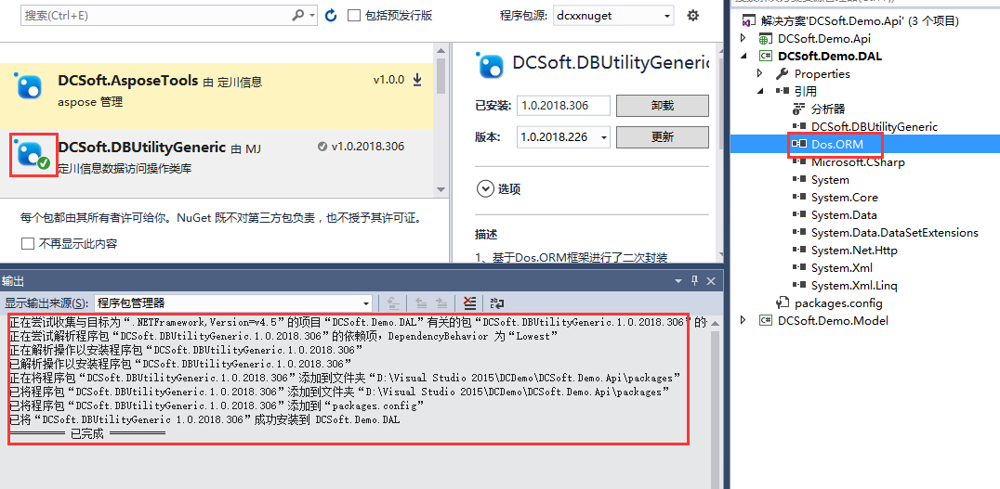 搜索(Ctrl+E)
包括预发行版
程序包源:
dcxxnuget
DCSoft.AsposeTools 由 定川信息
v1.0.0
aspose 管理
DCSoft.DBUtilityGeneric 由 MJ
v1.0.2018.306
定川信息数据访问操作类库
每个包都由其所有者许可给你。NuGet 既不对第三方包负责，也不授予其许可证。
不再显示此内容
DCSoft.DBUtilityGeneric
已安装:
1.0.2018.306
卸载
版本:
1.0.2018.226
更新
选项
描述
1、基于Dos.ORM框架进行了二次封装
输出
显示输出来源(S):
程序包管理器
正在尝试收集与目标为“.NETFramework,Version=v4.5”的项目“DCSoft.Demo.DAL”有关的包“DCSoft.DBUtilityGeneric.1.0.2018.306”的
正在尝试解析程序包“DCSoft.DBUtilityGeneric.1.0.2018.306”的依赖项，DependencyBehavior 为“Lowest”
正在解析操作以安装程序包“DCSoft.DBUtilityGeneric.1.0.2018.306”
已解析操作以安装程序包“DCSoft.DBUtilityGeneric.1.0.2018.306”
正在将程序包“DCSoft.DBUtilityGeneric.1.0.2018.306”添加到文件夹“D:\Visual Studio 2015\DCDemo\DCSoft.Demo.Api\packages”
已将程序包“DCSoft.DBUtilityGeneric.1.0.2018.306”添加到文件夹“D:\Visual Studio 2015\DCDemo\DCSoft.Demo.Api\packages”
已将程序包“DCSoft.DBUtilityGeneric.1.0.2018.306”添加到“packages.config”
已将“DCSoft.DBUtilityGeneric 1.0.2018.306”成功安装到 DCSoft.Demo.DAL
========== 已完成 ==========
解决方案'DCSoft.Demo.Api' (3 个项目)
DCSoft.Demo.Api
DCSoft.Demo.DAL
Properties
引用
分析器
DCSoft.DBUtilityGeneric
Dos.ORM
Microsoft.CSharp
System
System.Core
System.Data
System.Data.DataSetExtensions
System.Net.Http
System.Xml
System.Xml.Linq
packages.config
DCSoft.Demo.Model